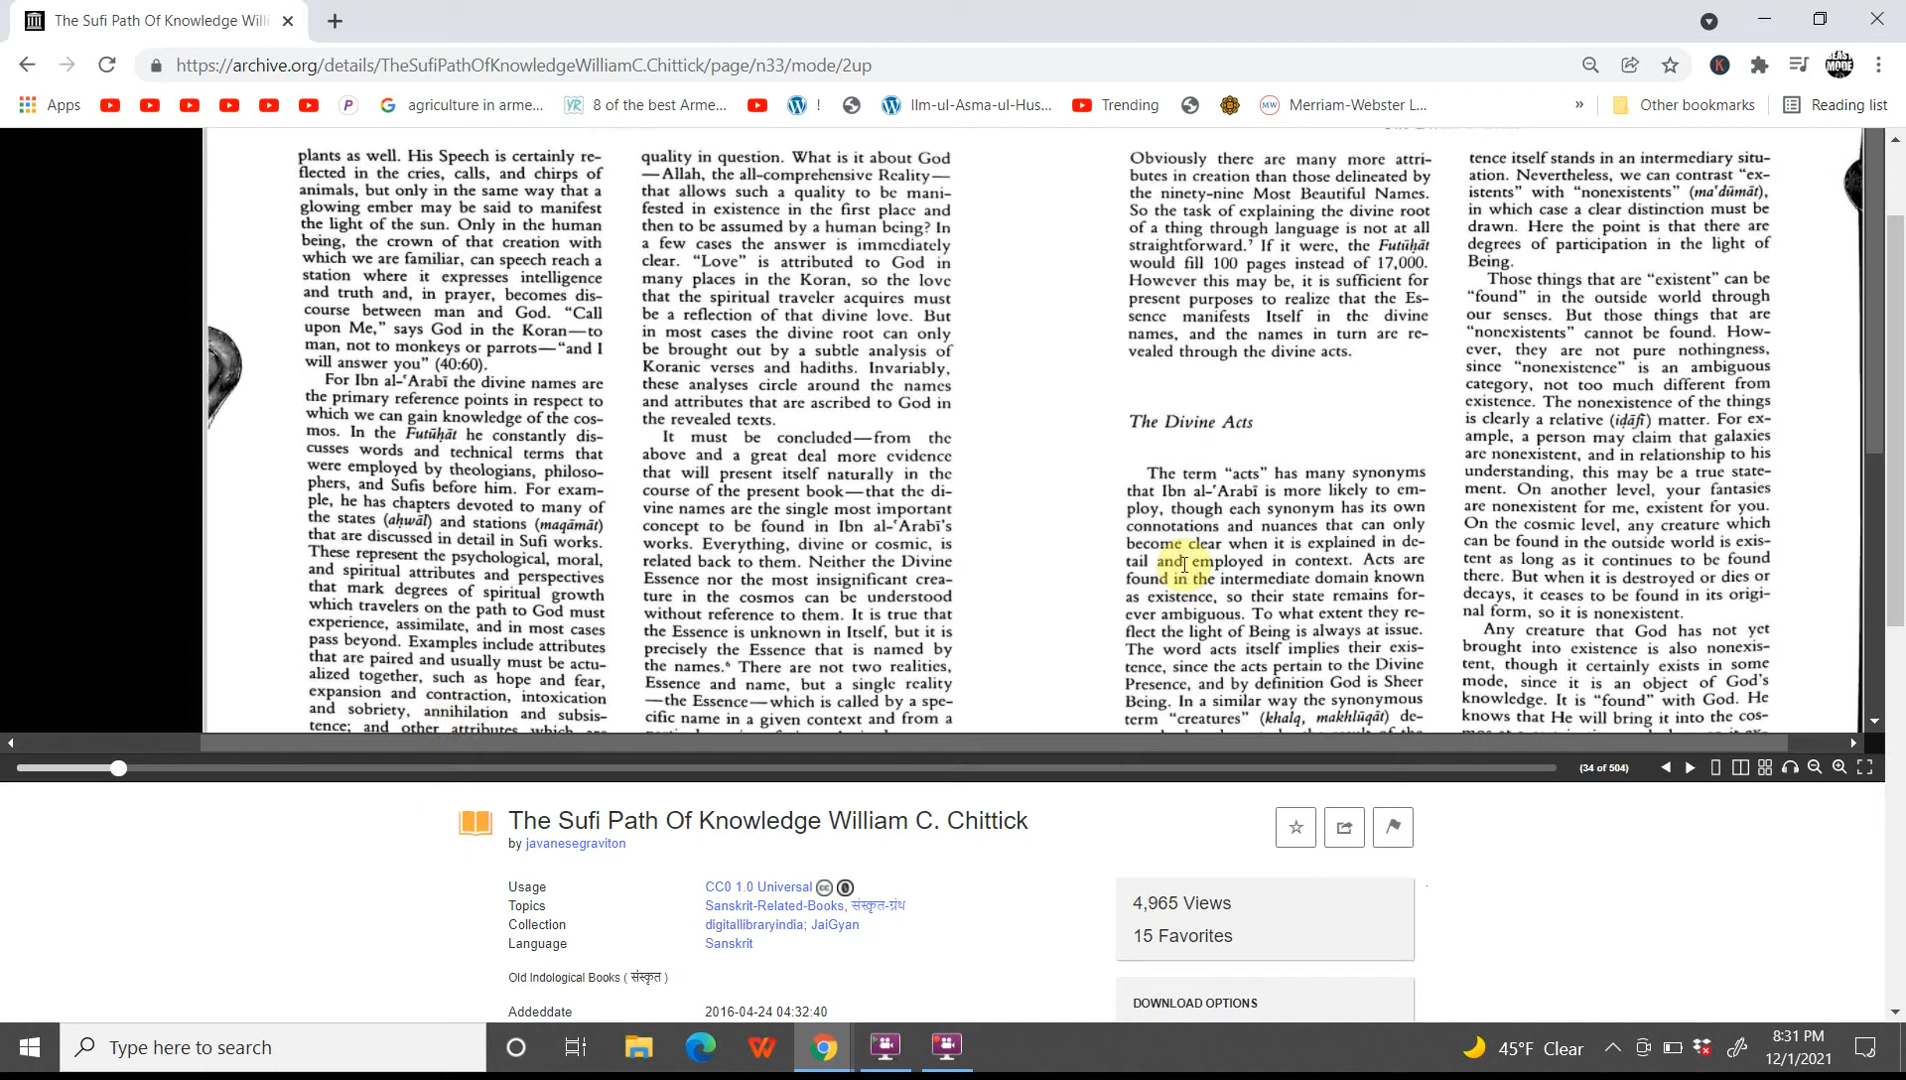 The Sufi Path Of Knowledge Willi
https://archive.org/details/TheSufiPathOfKnowledgeWilliamC.Chittick/page/n33/mode/2up
Apps
agriculture in arme...
8 of the best Arme...
!
Ilm-ul-Asma-ul-Hus...
Trending
Merriam-Webster L...
»
Other bookmarks
Reading list
plants as well. His Speech is certainly re-
flected in the cries, calls, and chirps of
animals, but only in the same way that a
glowing ember may be said to manifest
the light of the sun. Only in the human
being, the crown of that creation with
which we are familiar, can speech reach a
station where it expresses intelligence
and truth and, in prayer, becomes dis-
course between man and God. “Call
upon Me,” says God in the Koran—to
man, not to monkeys or parrots—“and I
will answer you” (40:60).
For Ibn al-ʿArabī the divine names are
the primary reference points in respect to
which we can gain knowledge of the cos-
mos. In the Futūḥāt he constantly dis-
cusses words and technical terms that
were employed by theologians, philoso-
phers, and Sufis before him. For exam-
ple, he has chapters devoted to many of
the states (aḥwāl) and stations (maqāmāt)
that are discussed in detail in Sufi works.
These represent the psychological, moral,
and spiritual attributes and perspectives
that mark degrees of spiritual growth
which travelers on the path to God must
experience, assimilate, and in most cases
pass beyond. Examples include attributes
that are paired and usually must be actu-
alized together, such as hope and fear,
expansion and contraction, intoxication
and sobriety, annihilation and subsis-
tence; and other attributes which are
quality in question. What is it about God
—Allah, the all-comprehensive Reality—
that allows such a quality to be mani-
fested in existence in the first place and
then to be assumed by a human being? In
a few cases the answer is immediately
clear. “Love” is attributed to God in
many places in the Koran, so the love
that the spiritual traveler acquires must
be a reflection of that divine love. But
in most cases the divine root can only
be brought out by a subtle analysis of
Koranic verses and hadiths. Invariably,
these analyses circle around the names
and attributes that are ascribed to God in
the revealed texts.
It must be concluded—from the
above and a great deal more evidence
that will present itself naturally in the
course of the present book—that the di-
vine names are the single most important
concept to be found in Ibn al-ʿArabī's
works. Everything, divine or cosmic, is
related back to them. Neither the Divine
Essence nor the most insignificant crea-
ture in the cosmos can be understood
without reference to them. It is true that
the Essence is unknown in Itself, but it is
precisely the Essence that is named by
the names.⁶ There are not two realities,
Essence and name, but a single reality
—the Essence—which is called by a spe-
cific name in a given context and from a
Obviously there are many more attri-
butes in creation than those delineated by
the ninety-nine Most Beautiful Names.
So the task of explaining the divine root
of a thing through language is not at all
straightforward.⁷ If it were, the Futūḥāt
would fill 100 pages instead of 17,000.
However this may be, it is sufficient for
present purposes to realize that the Es-
sence manifests Itself in the divine
names, and the names in turn are re-
vealed through the divine acts.
The Divine Acts
The term “acts” has many synonyms
that Ibn al-ʿArabī is more likely to em-
ploy, though each synonym has its own
connotations and nuances that can only
become clear when it is explained in de-
tail and employed in context. Acts are
found in the intermediate domain known
as existence, so their state remains for-
ever ambiguous. To what extent they re-
flect the light of Being is always at issue.
The word acts itself implies their exis-
tence, since the acts pertain to the Divine
Presence, and by definition God is Sheer
Being. In a similar way the synonymous
term “creatures” (khalq, makhlūqāt) de-
tence itself stands in an intermediary situ-
ation. Nevertheless, we can contrast “ex-
istents” with “nonexistents” (maʿdūmāt),
in which case a clear distinction must be
drawn. Here the point is that there are
degrees of participation in the light of
Being.
Those things that are “existent” can be
“found” in the outside world through
our senses. But those things that are
“nonexistents” cannot be found. How-
ever, they are not pure nothingness,
since “nonexistence” is an ambiguous
category, not too much different from
existence. The nonexistence of the things
is clearly a relative (iḍāfī) matter. For ex-
ample, a person may claim that galaxies
are nonexistent, and in relationship to his
understanding, this may be a true state-
ment. On another level, your fantasies
are nonexistent for me, existent for you.
On the cosmic level, any creature which
can be found in the outside world is exis-
tent as long as it continues to be found
there. But when it is destroyed or dies or
decays, it ceases to be found in its origi-
nal form, so it is nonexistent.
Any creature that God has not yet
brought into existence is also nonexis-
tent, though it certainly exists in some
mode, since it is an object of God's
knowledge. It is “found” with God. He
knows that He will bring it into the cos-
(34 of 504)
The Sufi Path Of Knowledge William C. Chittick
by javanesegraviton
Usage CC0 1.0 Universal
Topics Sanskrit-Related-Books, संस्कृत-ग्रंथ
Collection digitallibraryindia; JaiGyan
Language Sanskrit
Old Indological Books ( संस्कृत )
Addeddate 2016-04-24 04:32:40
4,965 Views
15 Favorites
DOWNLOAD OPTIONS
Type here to search
45°F Clear
8:31 PM
12/1/2021